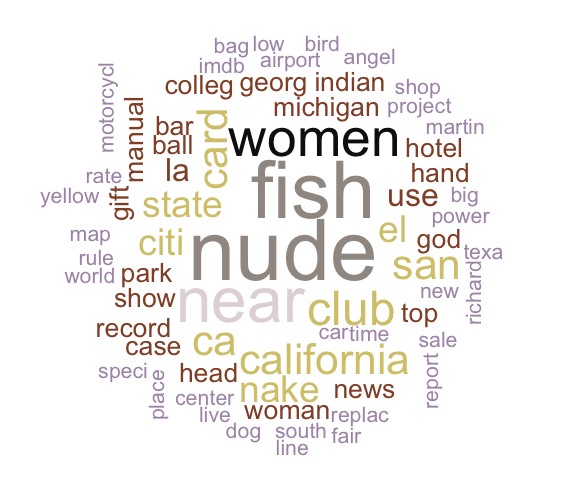 bag low bird
imdb airport angel
colleg georg indian shop
motorcycl manual michigan project
bar card women martin
ball hotel
rate la fish hand
yellow gift state use big
map citi nude el god power
rule san texa
world park near new richard
show club top
record ca cartime sale
case california report
speci head nake news
place center woman replac
live
dog south fair
line